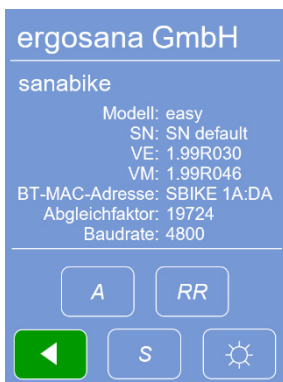 ergosana GmbH
sanabike
Modell: easy
SN: SN default
VE: 1.99R030
VM: 1.99R046
BT-MAC-Adresse: SBIKE 1A:DA
Abgleichfaktor: 19724
Baudrate: 4800
A RR
S